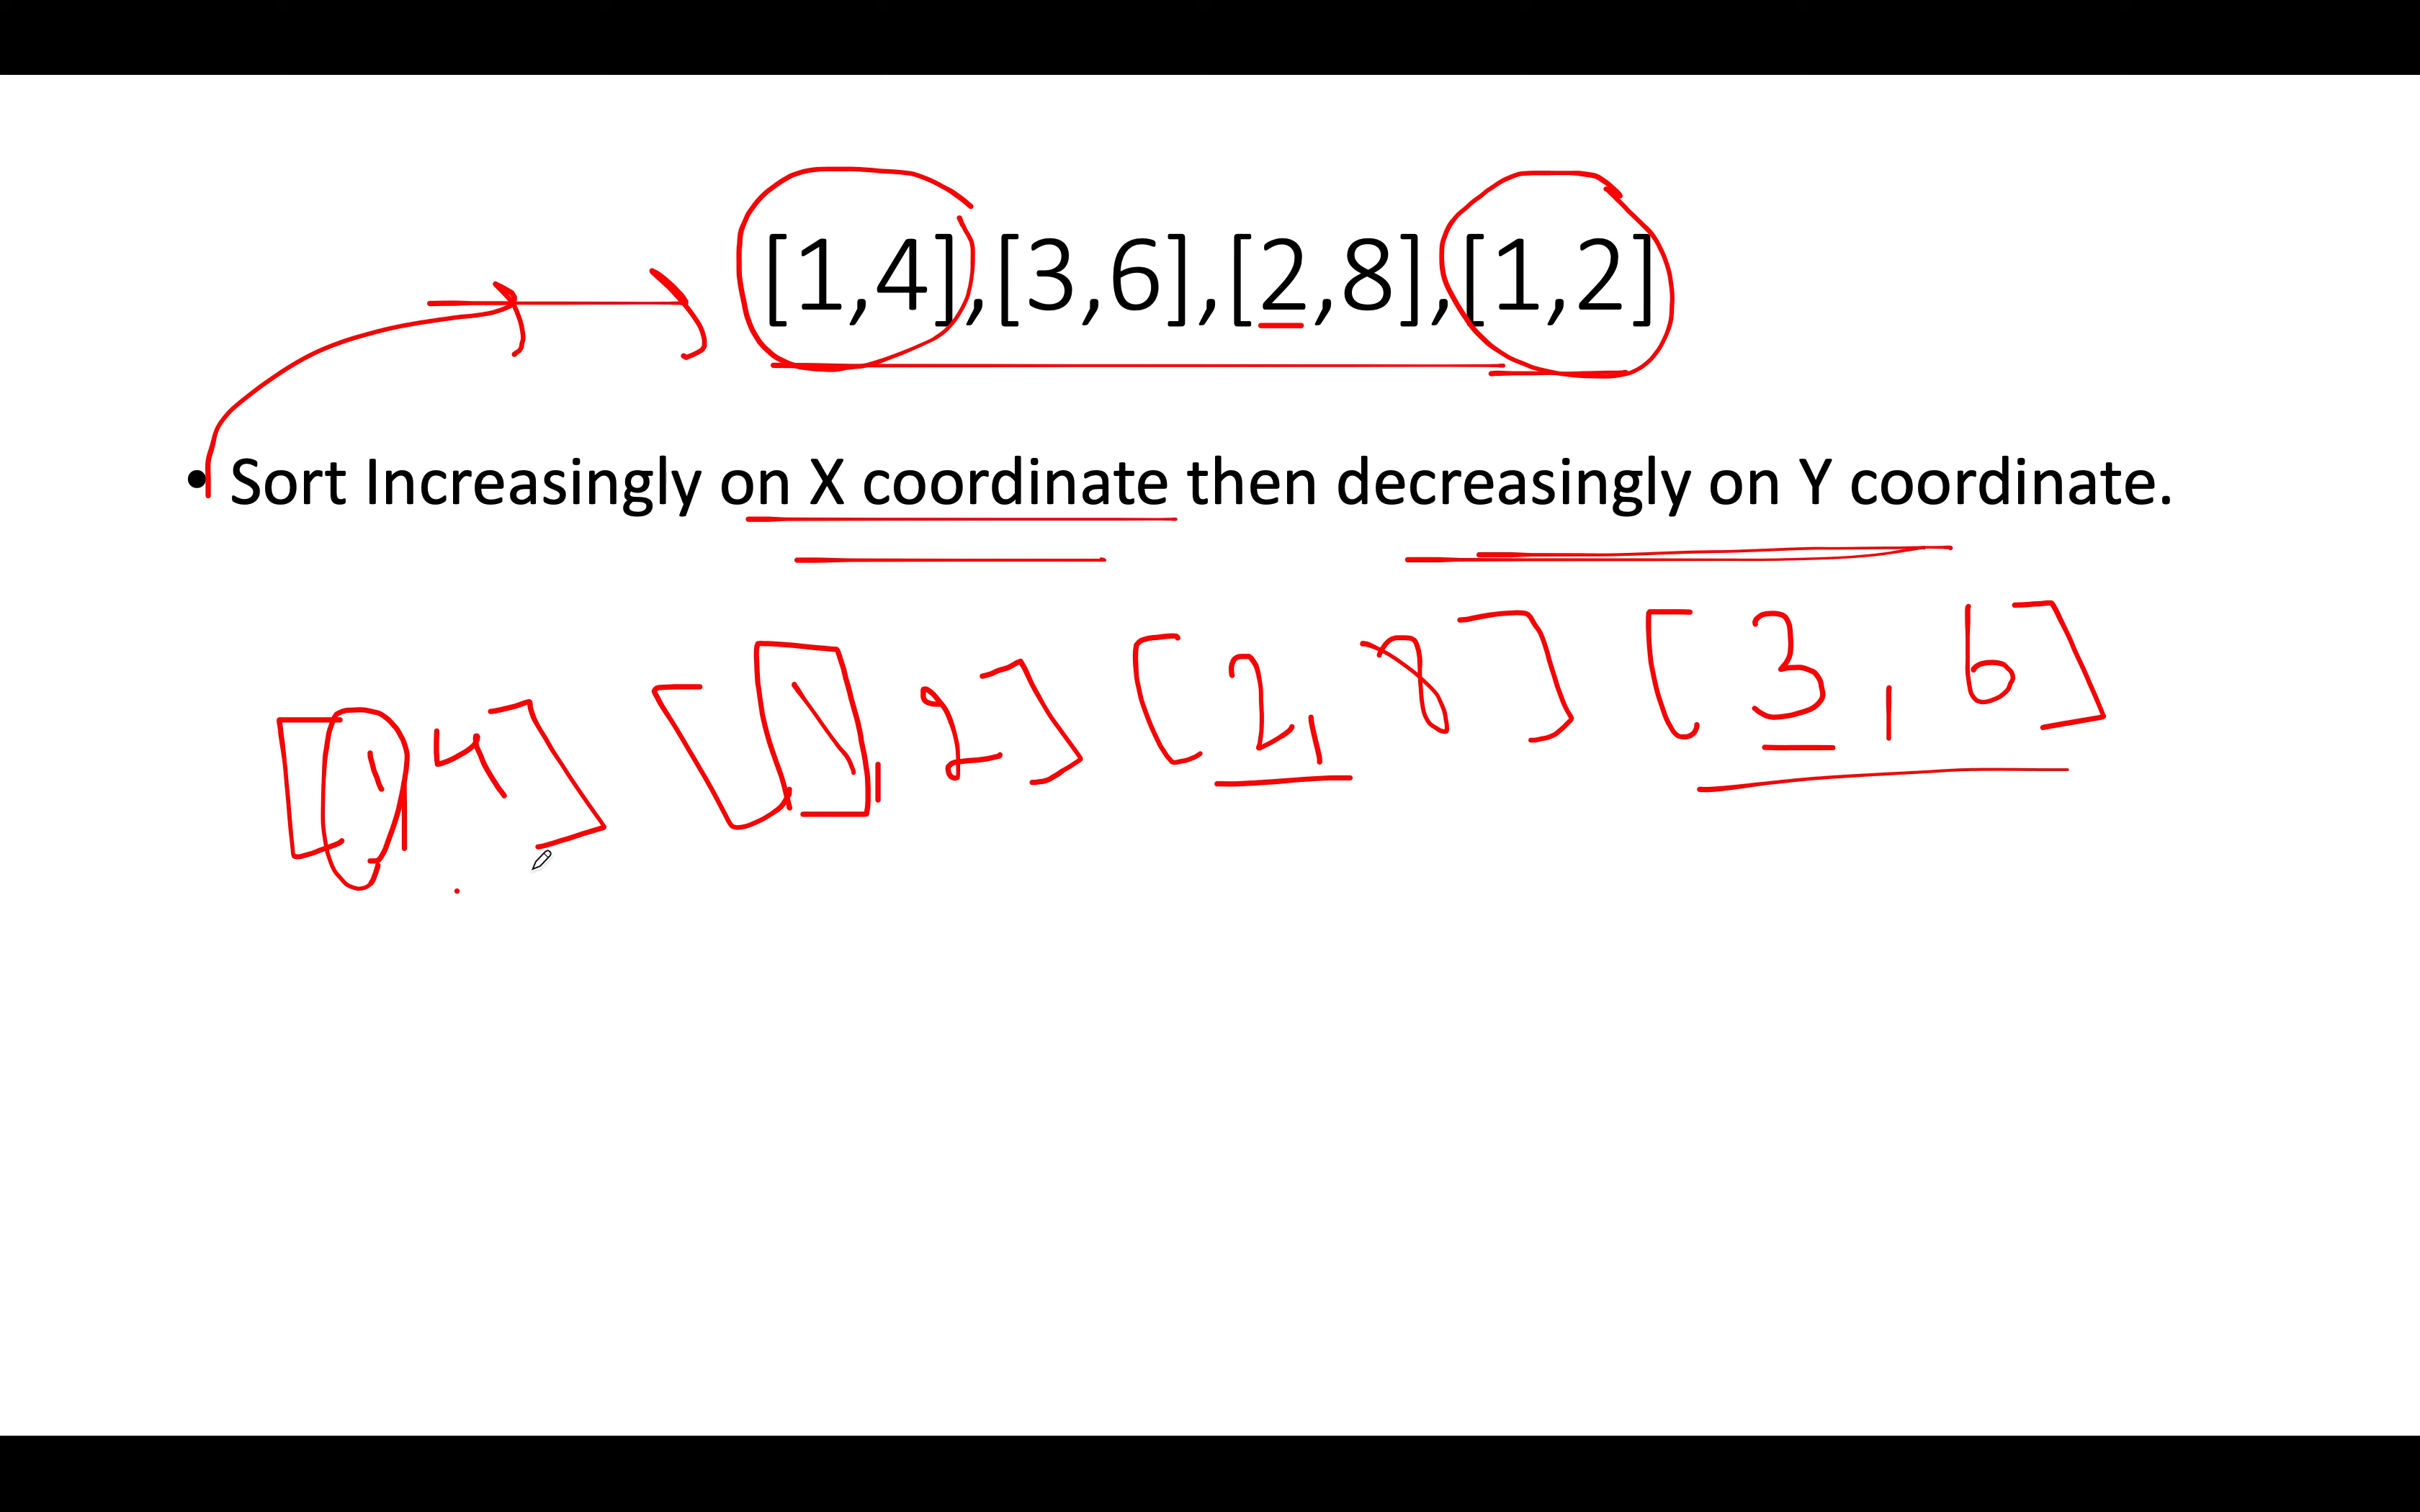 [1,4],[3,6],[2,8],[1,2]
• Sort Increasingly on X coordinate then decreasingly on Y coordinate.
[1,4] [1,2] [2,8] [3,6]